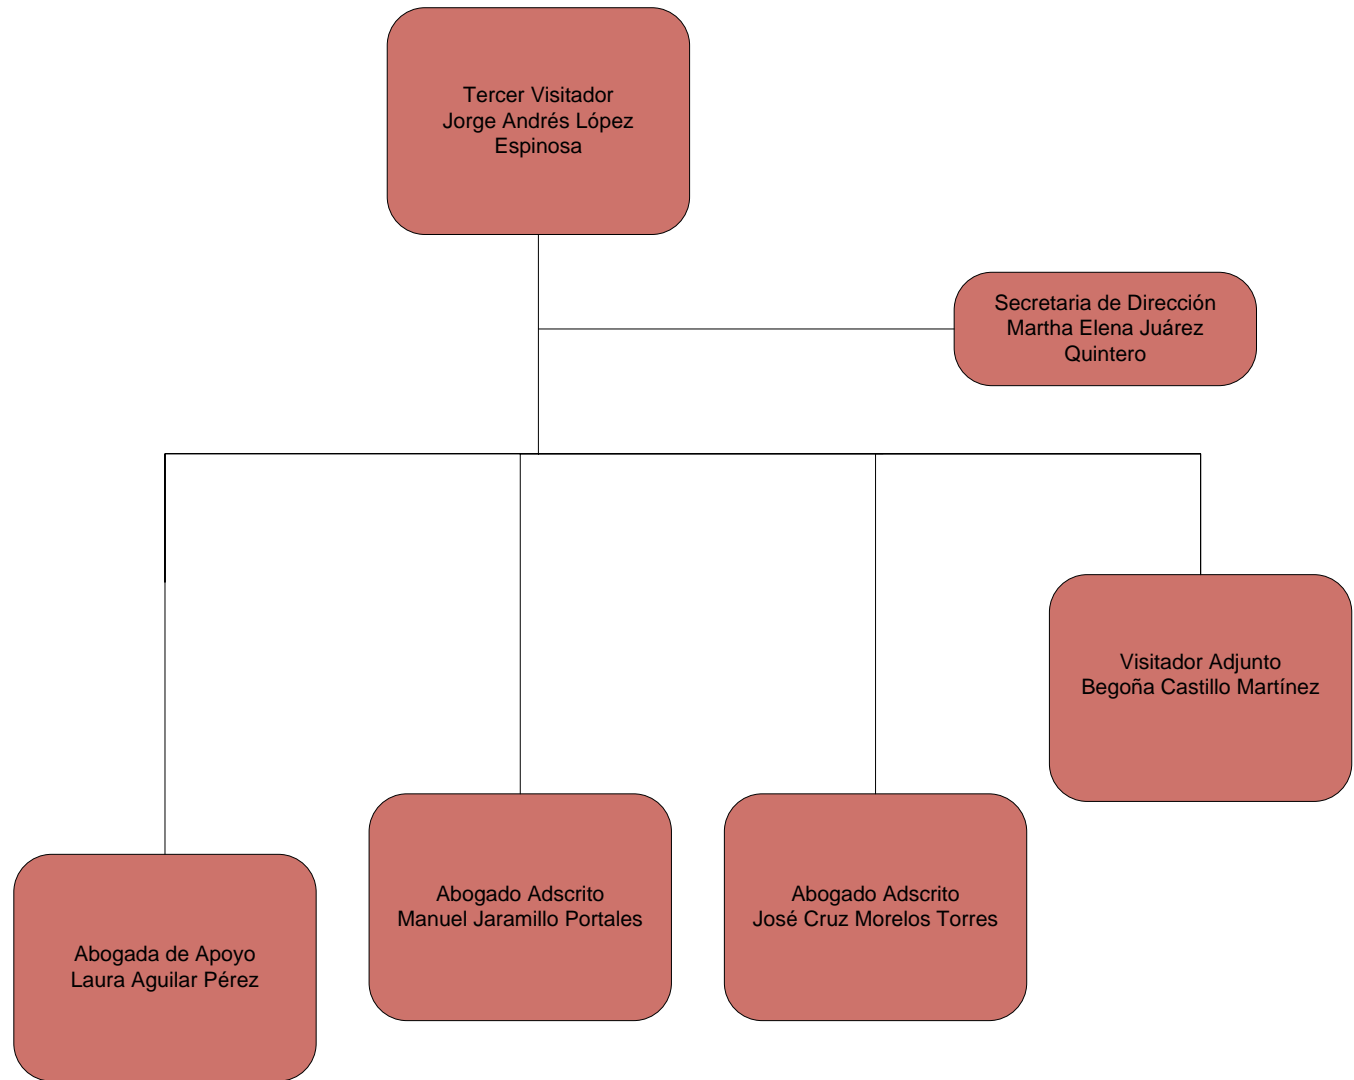 Tercer Visitador
Jorge Andrés López
Espinosa
Secretaria de Dirección
Martha Elena Juárez
Quintero
Visitador Adjunto
Begoña Castillo Martínez
Abogado Adscrito
Manuel Jaramillo Portales
Abogado Adscrito
José Cruz Morelos Torres
Abogada de Apoyo
Laura Aguilar Pérez